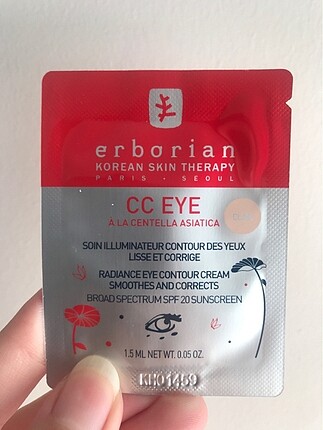 erborian
KOREAN SKIN THERAPY
PARIS - SEOUL
CC EYE
À LA CENTELLA ASIATICA
SOIN ILLUMINATEUR CONTOUR DES YEUX
LISSE ET CORRIGE
RADIANCE EYE CONTOUR CREAM
SMOOTHES AND CORRECTS
BROAD SPECTRUM SPF 20 SUNSCREEN
1.5 ML NET WT. 0.05 OZ.